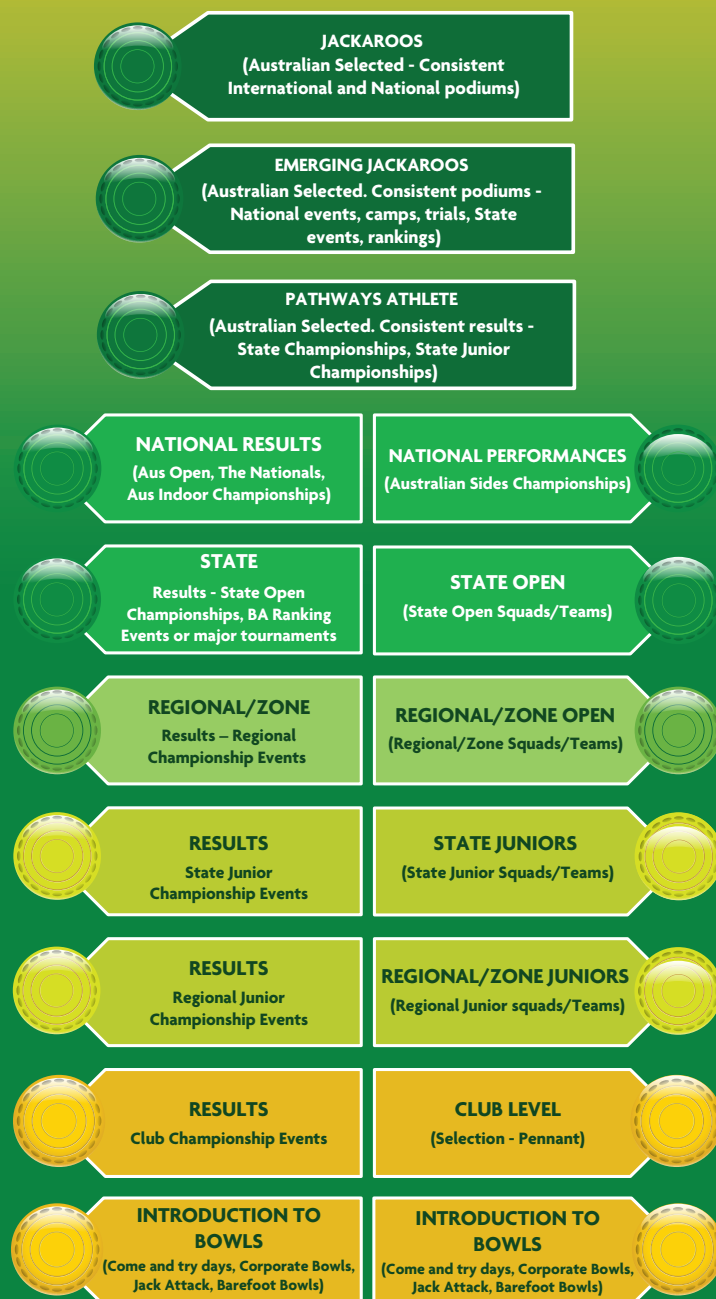 JACKAROOS
(Australian Selected - Consistent
International and National podiums)
EMERGING JACKAROOS
(Australian Selected. Consistent podiums -
National events, camps, trials, State
events, rankings)
PATHWAYS ATHLETE
(Australian Selected. Consistent results -
State Championships, State Junior
Championships)
NATIONAL RESULTS
(Aus Open, The Nationals,
Aus Indoor Championships)
NATIONAL PERFORMANCES
(Australian Sides Championships)
STATE
Results - State Open
Championships, BA Ranking
Events or major tournaments
STATE OPEN
(State Open Squads/Teams)
REGIONAL/ZONE
Results – Regional
Championship Events
REGIONAL/ZONE OPEN
(Regional/Zone Squads/Teams)
RESULTS
State Junior
Championship Events
STATE JUNIORS
(State Junior Squads/Teams)
RESULTS
Regional Junior
Championship Events
REGIONAL/ZONE JUNIORS
(Regional Junior squads/Teams)
RESULTS
Club Championship Events
CLUB LEVEL
(Selection - Pennant)
INTRODUCTION TO
BOWLS
(Come and try days, Corporate Bowls,
Jack Attack, Barefoot Bowls)
INTRODUCTION TO
BOWLS
(Come and try days, Corporate Bowls,
Jack Attack, Barefoot Bowls)